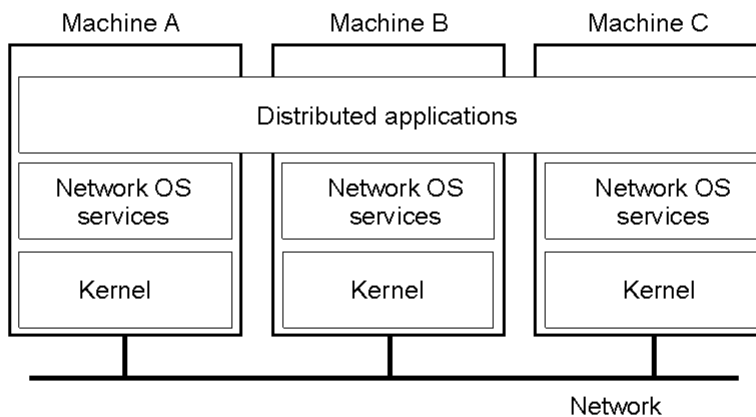 Machine A
Machine B
Machine C
Distributed applications
Network OS
services
Network OS
services
Network OS
services
Kernel
Kernel
Kernel
Network